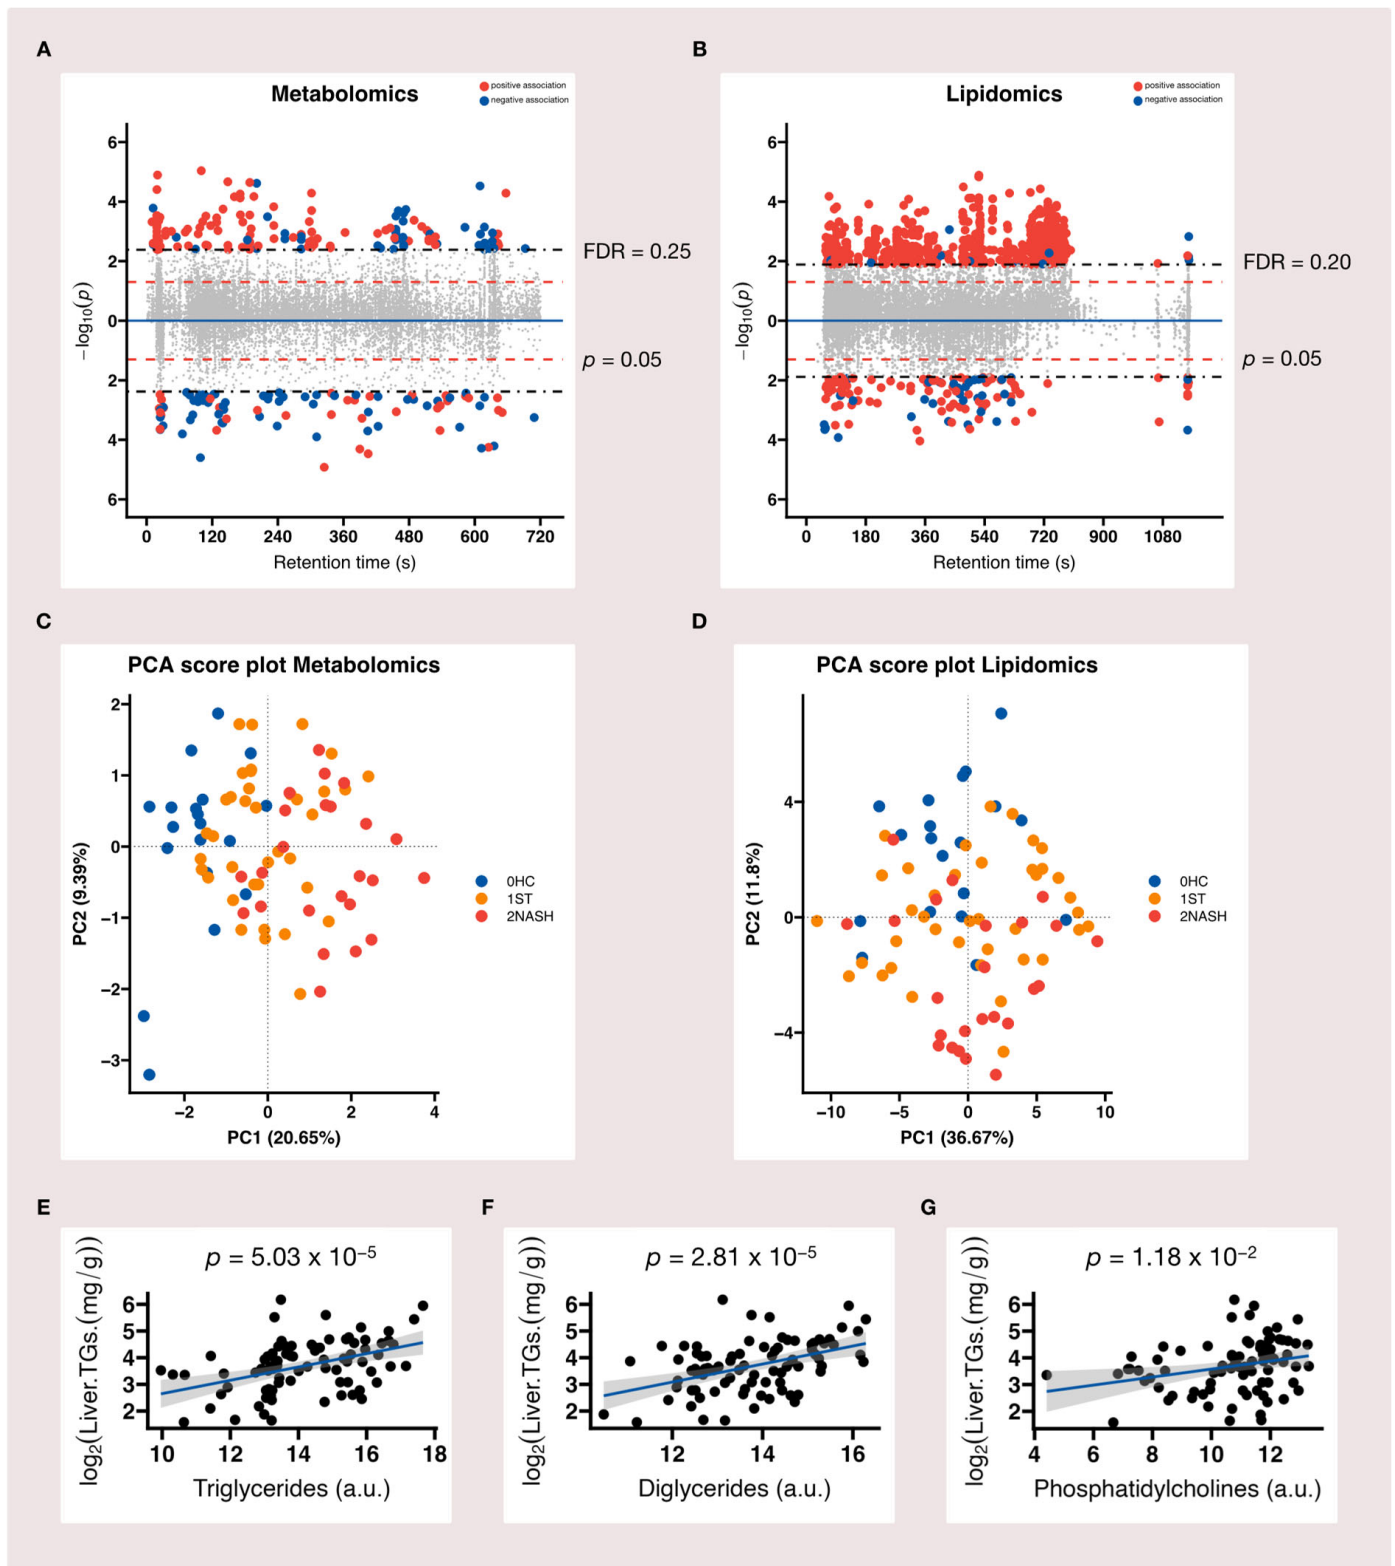 A
B
Metabolomics
positive association
negative association
6
4
2
0
2
4
6
−log10(p)
0 120 240 360 480 600 720
Retention time (s)
FDR = 0.25
p = 0.05
Lipidomics
positive association
negative association
6
4
2
0
2
4
6
−log10(p)
0 180 360 540 720 900 1080
Retention time (s)
FDR = 0.20
p = 0.05
C
D
PCA score plot Metabolomics
2
1
0
−1
−2
−3
PC2 (9.39%)
−2 0 2 4
PC1 (20.65%)
0HC
1ST
2NASH
PCA score plot Lipidomics
4
0
−4
PC2 (11.8%)
−10 −5 0 5 10
PC1 (36.67%)
0HC
1ST
2NASH
E
F
G
p = 5.03 x 10−5
log2(Liver.TGs.(mg/g))
6
5
4
3
2
10 12 14 16 18
Triglycerides (a.u.)
p = 2.81 x 10−5
log2(Liver.TGs.(mg/g))
6
5
4
3
2
12 14 16
Diglycerides (a.u.)
p = 1.18 x 10−2
log2(Liver.TGs.(mg/g))
6
5
4
3
2
4 6 8 10 12
Phosphatidylcholines (a.u.)